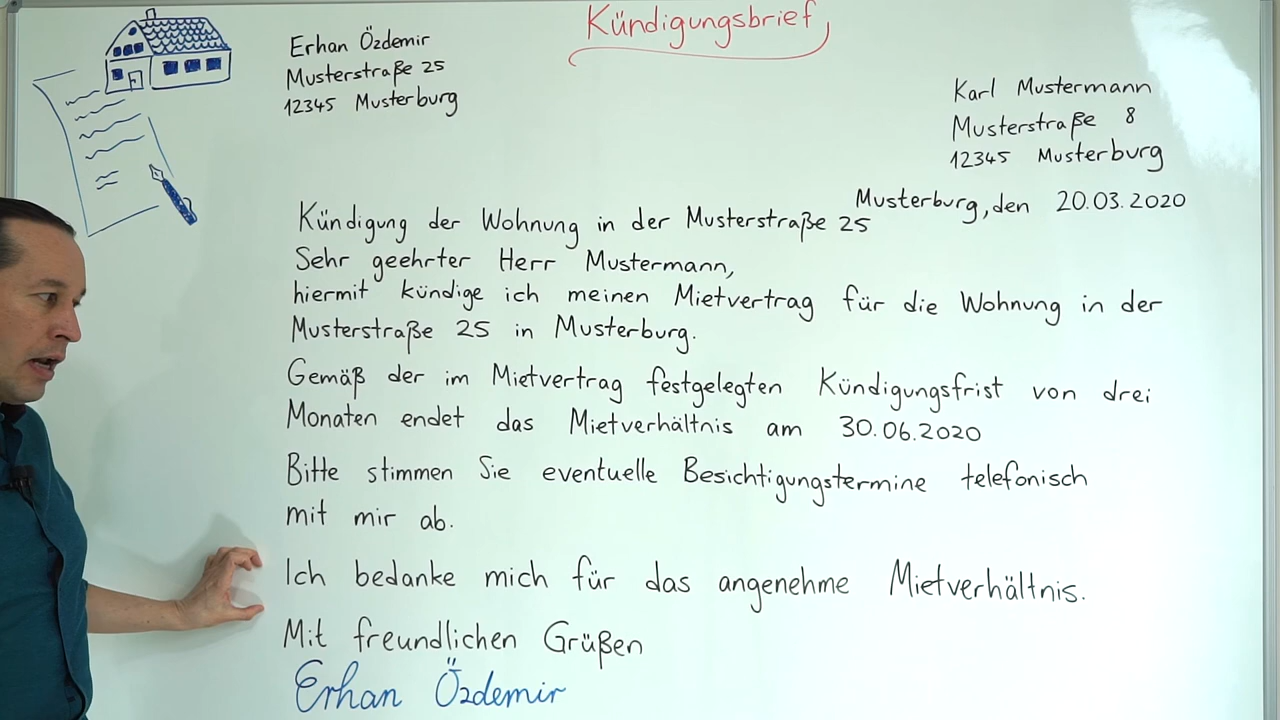 Kündigungsbrief
Erhan Özdemir
Musterstraße 25
12345 Musterburg
Karl Mustermann
Musterstraße 8
12345 Musterburg
Musterburg, den 20.03.2020
Kündigung der Wohnung in der Musterstraße 25
Sehr geehrter Herr Mustermann,
hiermit kündige ich meinen Mietvertrag für die Wohnung in der
Musterstraße 25 in Musterburg.
Gemäß der im Mietvertrag festgelegten Kündigungsfrist von drei
Monaten endet das Mietverhältnis am 30.06.2020
Bitte stimmen Sie eventuelle Besichtigungstermine telefonisch
mit mir ab.
Ich bedanke mich für das angenehme Mietverhältnis.
Mit freundlichen Grüßen
Erhan Özdemir